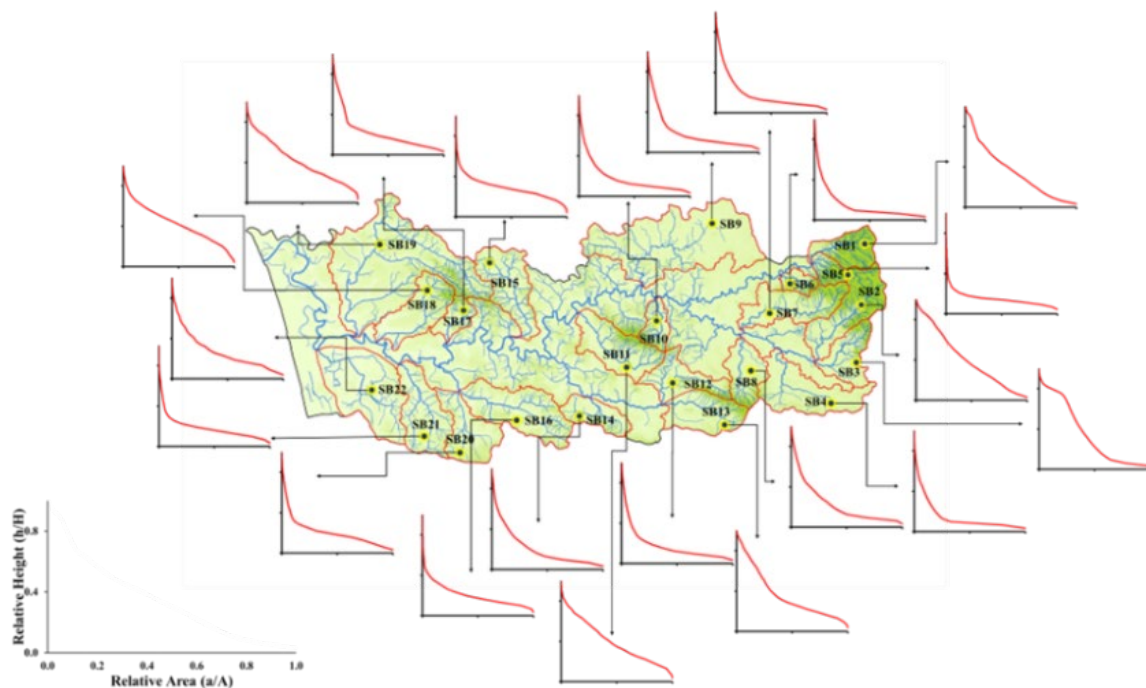 SB9
SB19
SB1
SB15
SB5
SB6
SB18
SB2
SB17
SB7
SB10
SB11
SB3
SB12
SB8
SB22
SB4
SB16
SB14
SB13
SB21
SB20
Relative Height (h/H)
0.8
0.4
0.0
0.0 0.2 0.4 0.6 0.8 1.0
Relative Area (a/A)